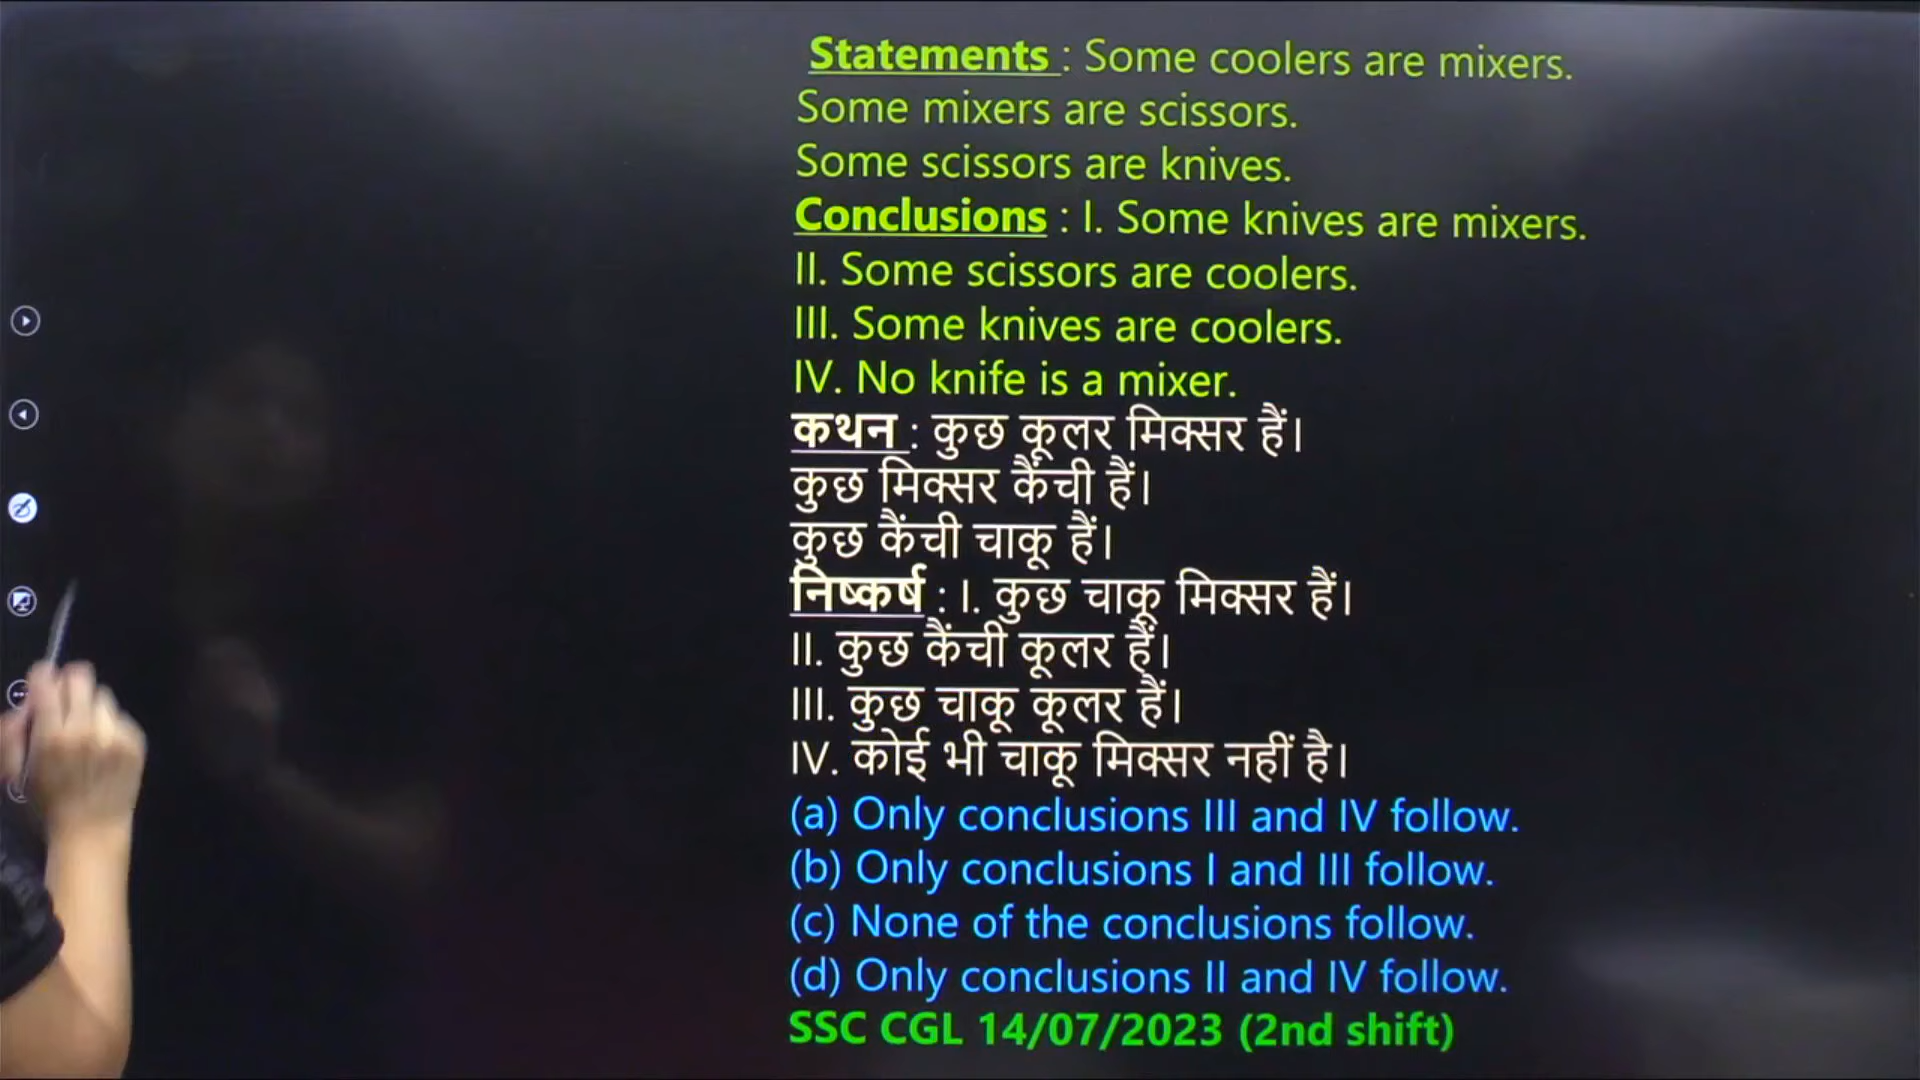 Statements : Some coolers are mixers.
Some mixers are scissors.
Some scissors are knives.
Conclusions : I. Some knives are mixers.
II. Some scissors are coolers.
III. Some knives are coolers.
IV. No knife is a mixer.
कथन : कुछ कूलर मिक्सर हैं।
कुछ मिक्सर कैंची हैं।
कुछ कैंची चाकू हैं।
निष्कर्ष : I. कुछ चाकू मिक्सर हैं।
II. कुछ कैंची कूलर हैं।
III. कुछ चाकू कूलर हैं।
IV. कोई भी चाकू मिक्सर नहीं है।
(a) Only conclusions III and IV follow.
(b) Only conclusions I and III follow.
(c) None of the conclusions follow.
(d) Only conclusions II and IV follow.
SSC CGL 14/07/2023 (2nd shift)